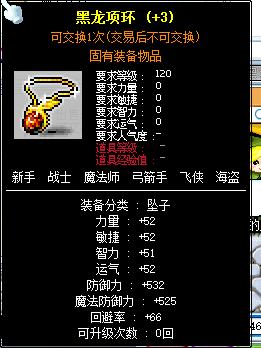 黑龙项环 (+3)
可交换1次(交易后不可交换)
固有装备物品
要求等级 : 120
要求力量 : 0
要求敏捷 : 0
要求智力 : 0
要求运气 : 0
要求人气度 -
道具等级 : -
道具经验值 -
新手 战士 魔法师 弓箭手 飞侠 海盗
装备分类 : 坠子
力量 : +52
敏捷 : +52
智力 : +51
运气 : +52
防御力 : +532
魔法防御力 : +525
回避率 : +66
可升级次数 : 0回